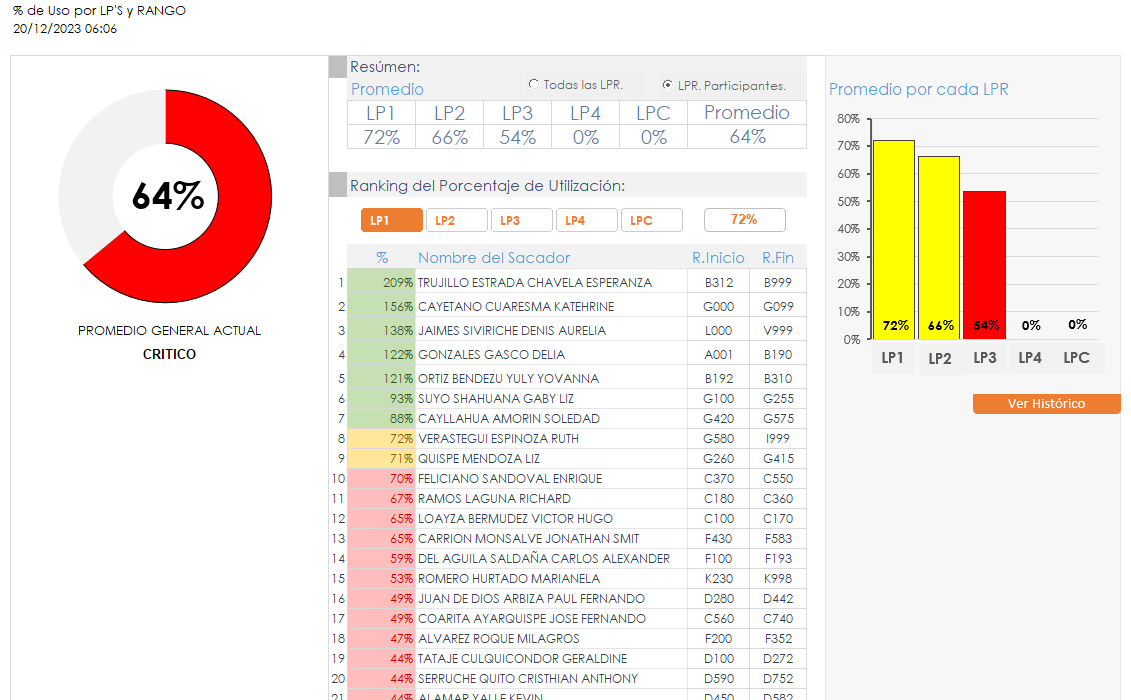 % de Uso por LP'S y RANGO
20/12/2023 06:06
64%
PROMEDIO GENERAL ACTUAL
CRITICO
Resúmen:
Promedio
Todas las LPR.
LPR. Participantes.
LP1 LP2 LP3 LP4 LPC Promedio
72% 66% 54% 0% 0% 64%
Ranking del Porcentaje de Utilización:
LP1 LP2 LP3 LP4 LPC 72%
% Nombre del Sacador R.Inicio R.Fin
1 209% TRUJILLO ESTRADA CHAVELA ESPERANZA B312 B999
2 156% CAYETANO CUARESMA KATEHRINE G000 G099
3 138% JAIMES SIVIRICHE DENIS AURELIA L000 V999
4 122% GONZALES GASCO DELIA A001 B190
5 121% ORTIZ BENDEZU YULY YOVANNA B192 B310
6 93% SUYO SHAHUANA GABY LIZ G100 G255
7 88% CAYLLAHUA AMORIN SOLEDAD G420 G575
8 72% VERASTEGUI ESPINOZA RUTH G580 I999
9 71% QUISPE MENDOZA LIZ G260 G415
10 70% FELICIANO SANDOVAL ENRIQUE C370 C550
11 67% RAMOS LAGUNA RICHARD C180 C360
12 65% LOAYZA BERMUDEZ VICTOR HUGO C100 C170
13 65% CARRION MONSALVE JONATHAN SMIT F430 F583
14 59% DEL AGUILA SALDAÑA CARLOS ALEXANDER F100 F193
15 53% ROMERO HURTADO MARIANELA K230 K998
16 49% JUAN DE DIOS ARBIZA PAUL FERNANDO D280 D442
17 49% COARITA AYARQUISPE JOSE FERNANDO C560 C740
18 47% ALVAREZ ROQUE MILAGROS F200 F352
19 44% TATAJE CULQUICONDOR GERALDINE D100 D272
20 44% SERRUCHE QUITO CRISTHIAN ANTHONY D590 D752
21 44% ALAMAR YALLE KEVIN D450 D582
Promedio por cada LPR
80%
70%
60%
50%
40%
30%
20%
10%
0%
72% 66% 54% 0% 0%
LP1 LP2 LP3 LP4 LPC
Ver Histórico